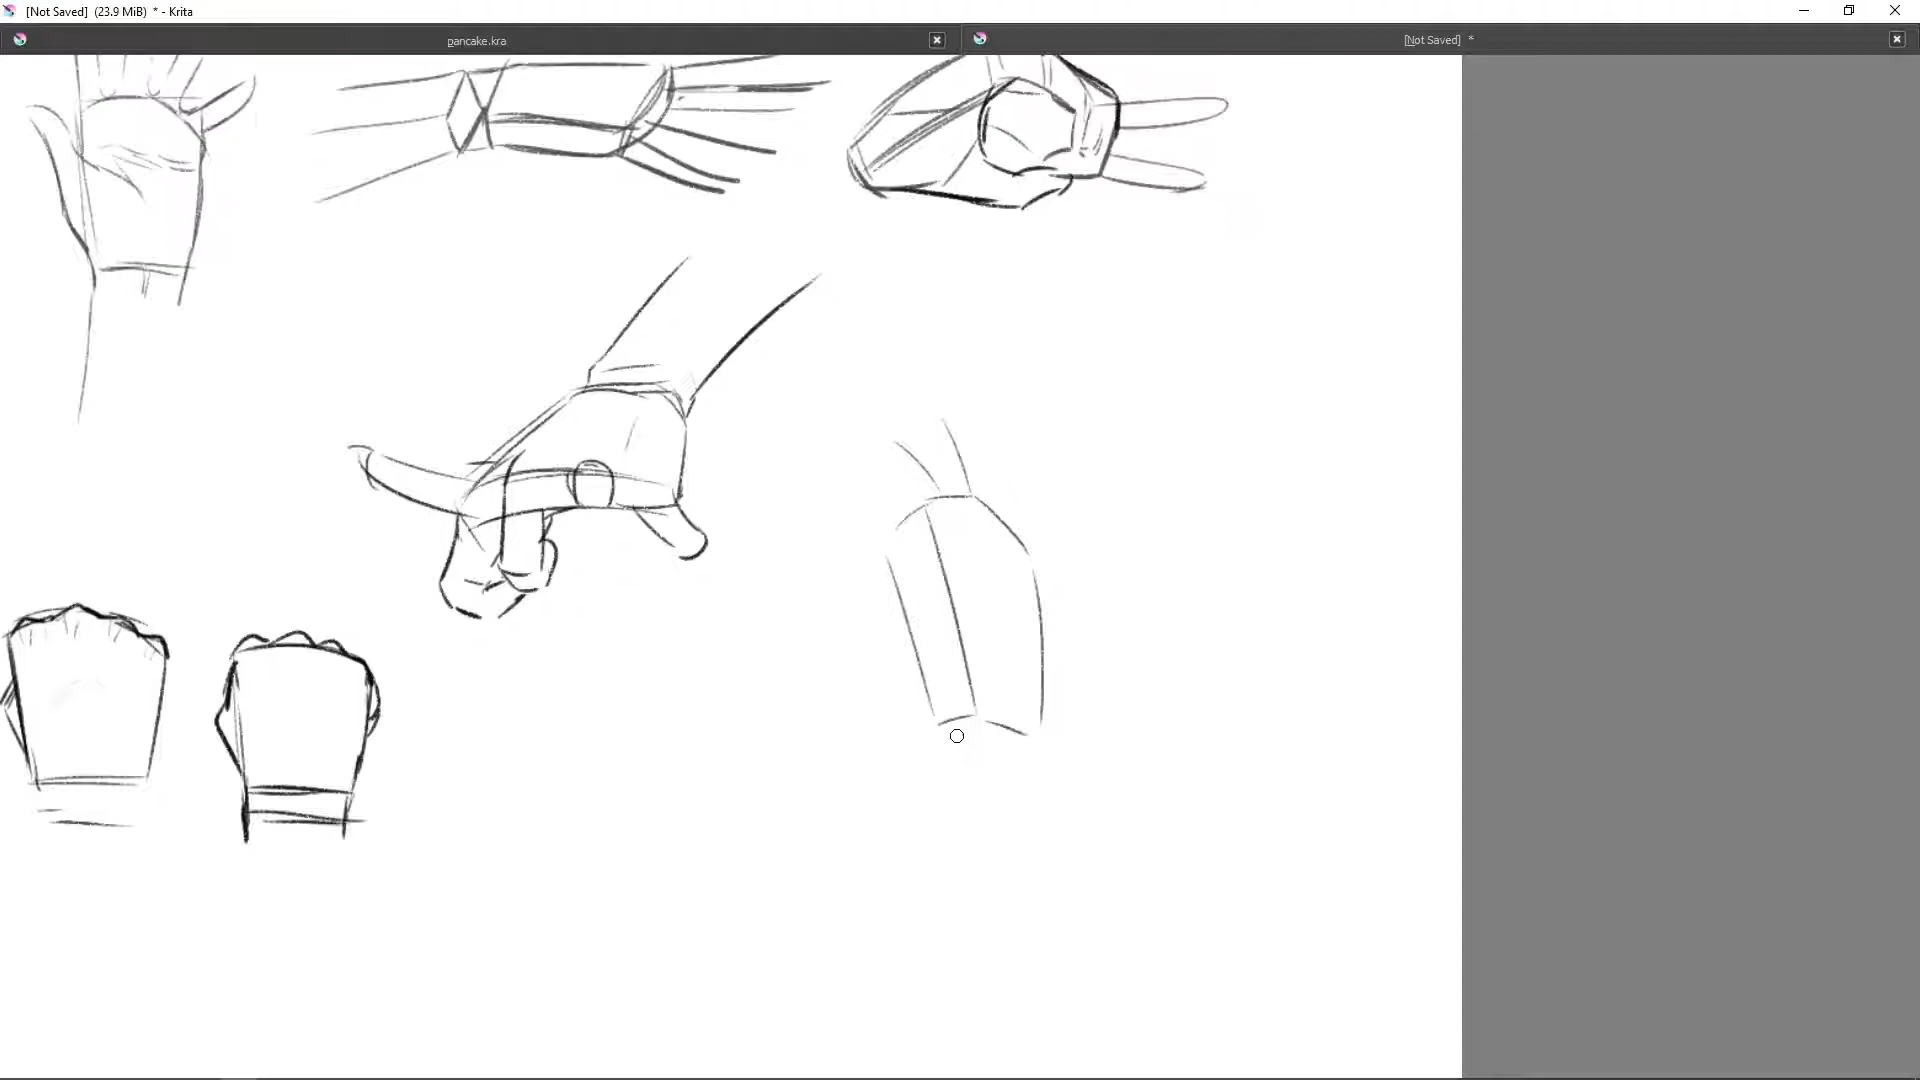 [Not Saved]  (23.9 MiB)  * - Krita
pancake.kra
[Not Saved]  *